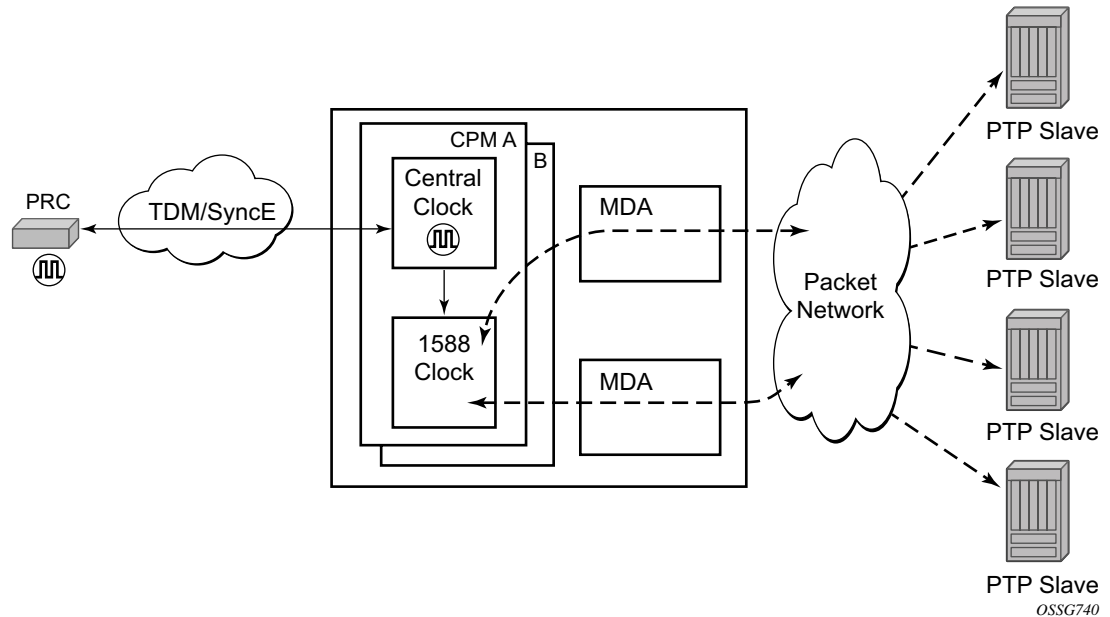 PRC
TDM/SyncE
CPM A
B
Central
Clock
1588
Clock
MDA
MDA
Packet
Network
PTP Slave
PTP Slave
PTP Slave
PTP Slave
OSSG740